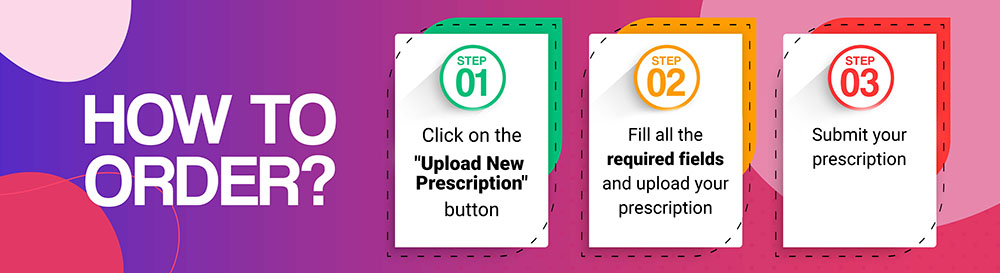 HOW TO
ORDER?
STEP
01
Click on the
"Upload New
Prescription"
button
STEP
02
Fill all the
required fields
and upload your
prescription
STEP
03
Submit your
prescription